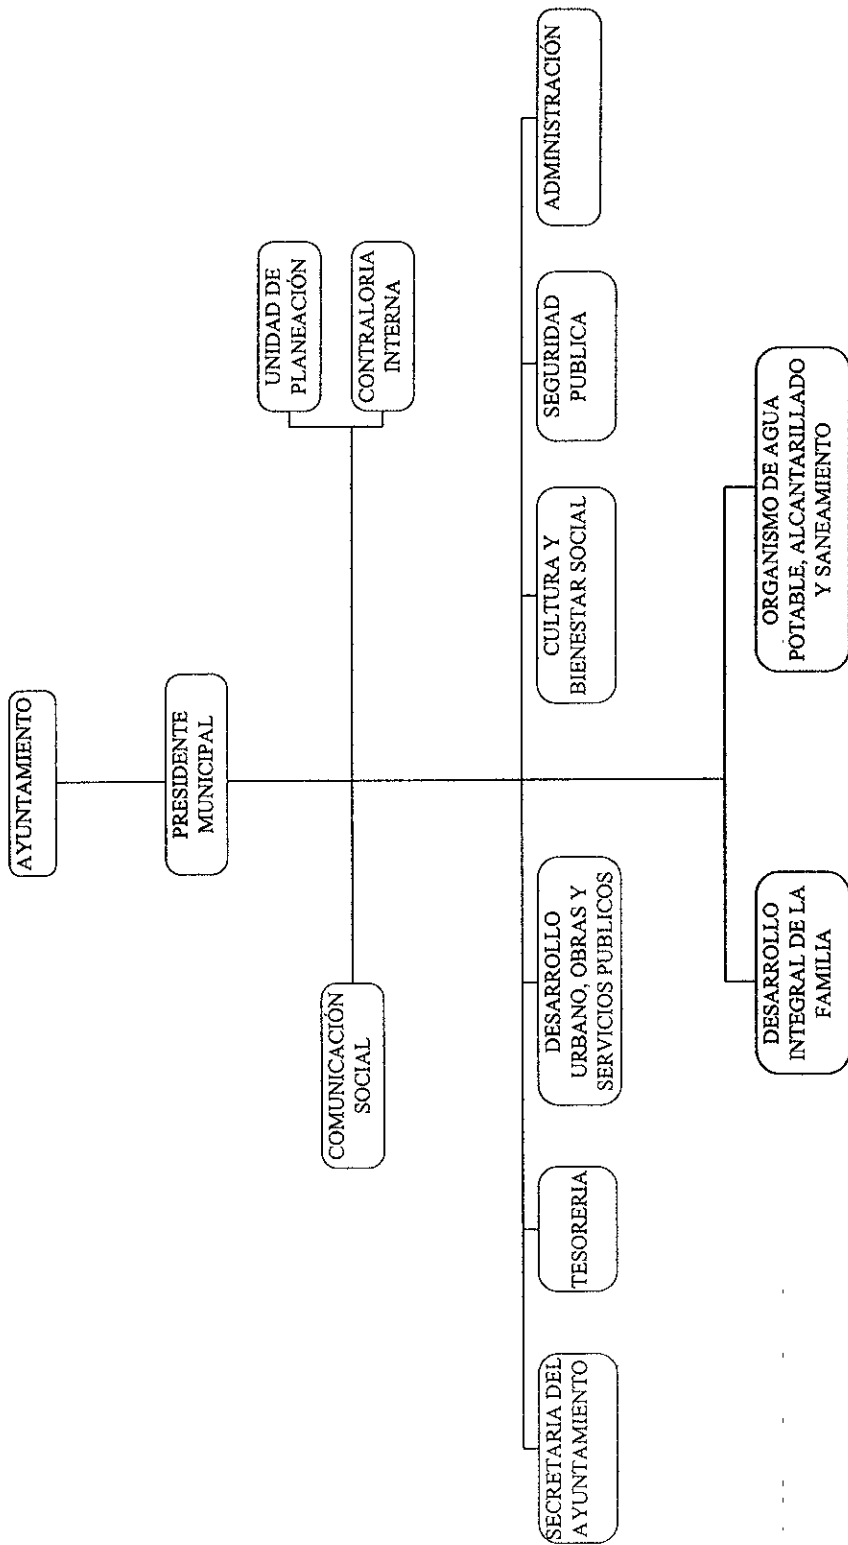 AYUNTAMIENTO
PRESIDENTE
MUNICIPAL
COMUNICACIÓN
SOCIAL
UNIDAD DE
PLANEACIÓN
CONTRALORIA
INTERNA
SECRETARIA DEL
AYUNTAMIENTO
TESORERIA
DESARROLLO
URBANO, OBRAS Y
SERVICIOS PUBLICOS
CULTURA Y
BIENESTAR SOCIAL
SEGURIDAD
PUBLICA
ADMINISTRACIÓN
DESARROLLO
INTEGRAL DE LA
FAMILIA
ORGANISMO DE AGUA
POTABLE, ALCANTARILLADO
Y SANEAMIENTO